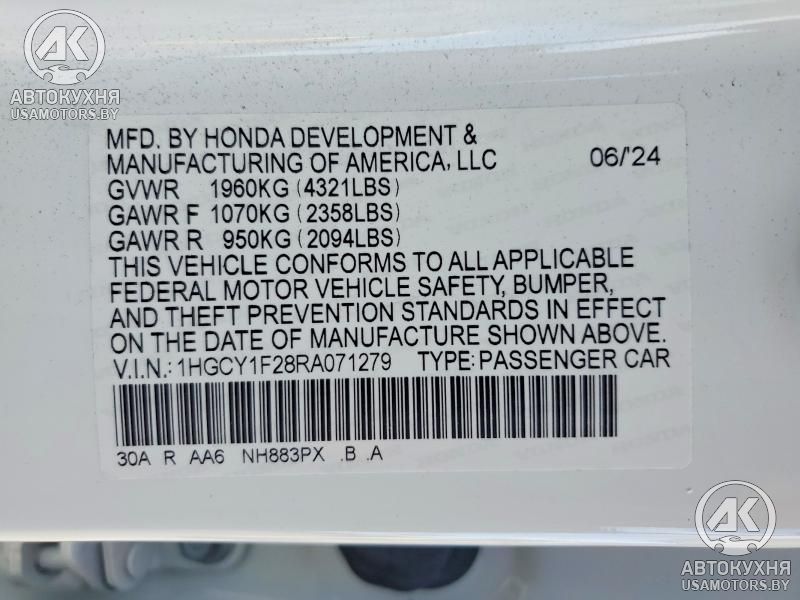 AK
АВТОКУХНЯ
USAMOTORS.BY
MFD. BY HONDA DEVELOPMENT &
MANUFACTURING OF AMERICA, LLC 06/'24
GVWR 1960KG (4321LBS)
GAWR F 1070KG (2358LBS)
GAWR R 950KG (2094LBS)
THIS VEHICLE CONFORMS TO ALL APPLICABLE
FEDERAL MOTOR VEHICLE SAFETY, BUMPER,
AND THEFT PREVENTION STANDARDS IN EFFECT
ON THE DATE OF MANUFACTURE SHOWN ABOVE.
V.I.N.: 1HGCY1F28RA071279 TYPE: PASSENGER CAR
30A R AA6 NH883PX .B .A
AK
АВТОКУХНЯ
USAMOTORS.BY